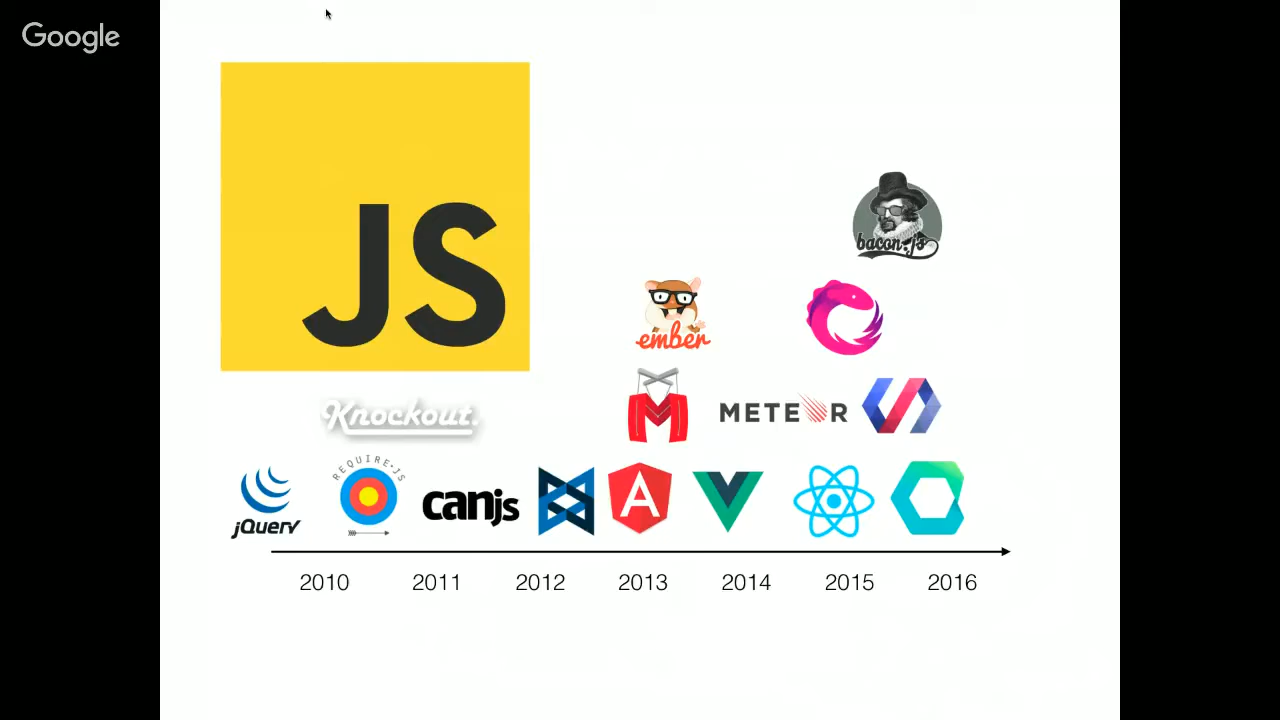 Google
JS
bacon.js
ember
Knockout.
M
METEOR
REQUIRE•JS
jQuery
canjs
A
2010 2011 2012 2013 2014 2015 2016